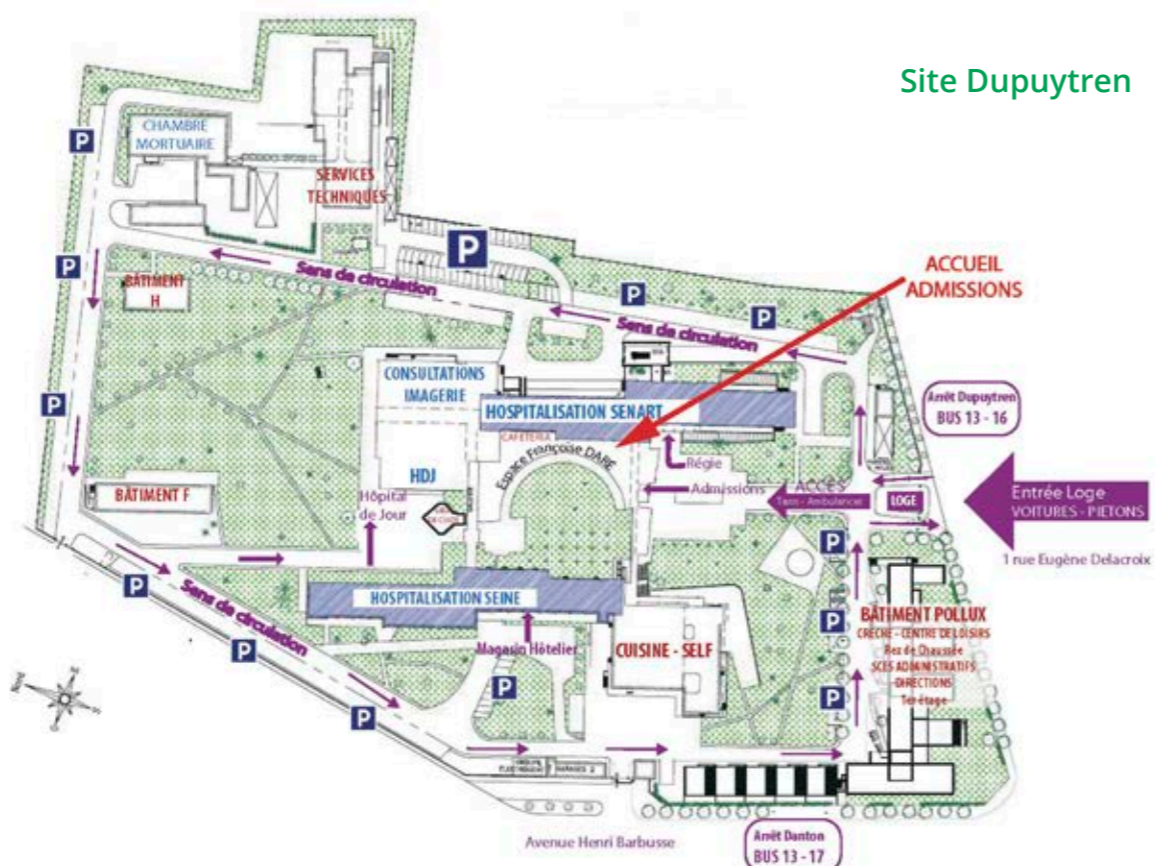 Site Dupuytren
CHAMBRE
MORTUAIRE
P
SERVICES
TECHNIQUES
P
P
Sens de circulation
BÂTIMENT
H
P
P
Sens de circulation
ACCUEIL
ADMISSIONS
CONSULTATIONS
IMAGERIE
HOSPITALISATION SENART
CAFETERIA
Espace Françoise DARE
Arrêt Dupuytren
BUS 13 - 16
P
HDJ
Régie
Admissions
ACCÈS
Taxis - Ambulances
LOGE
Entrée Loge
VOITURES - PIETONS
1 rue Eugène Delacroix
BÂTIMENT F
Hôpital
de Jour
P
P
Sens de circulation
HOSPITALISATION SEINE
Magasin Hôtelier
CUISINE - SELF
P
BÂTIMENT POLLUX
CRÈCHE - CENTRE DE LOISIRS
Rez de Chaussée
SCES ADMINISTRATIFS
- DIRECTIONS
1er étage
P
P
P
P
Nord
Avenue Henri Barbusse
Arrêt Danton
BUS 13 - 17